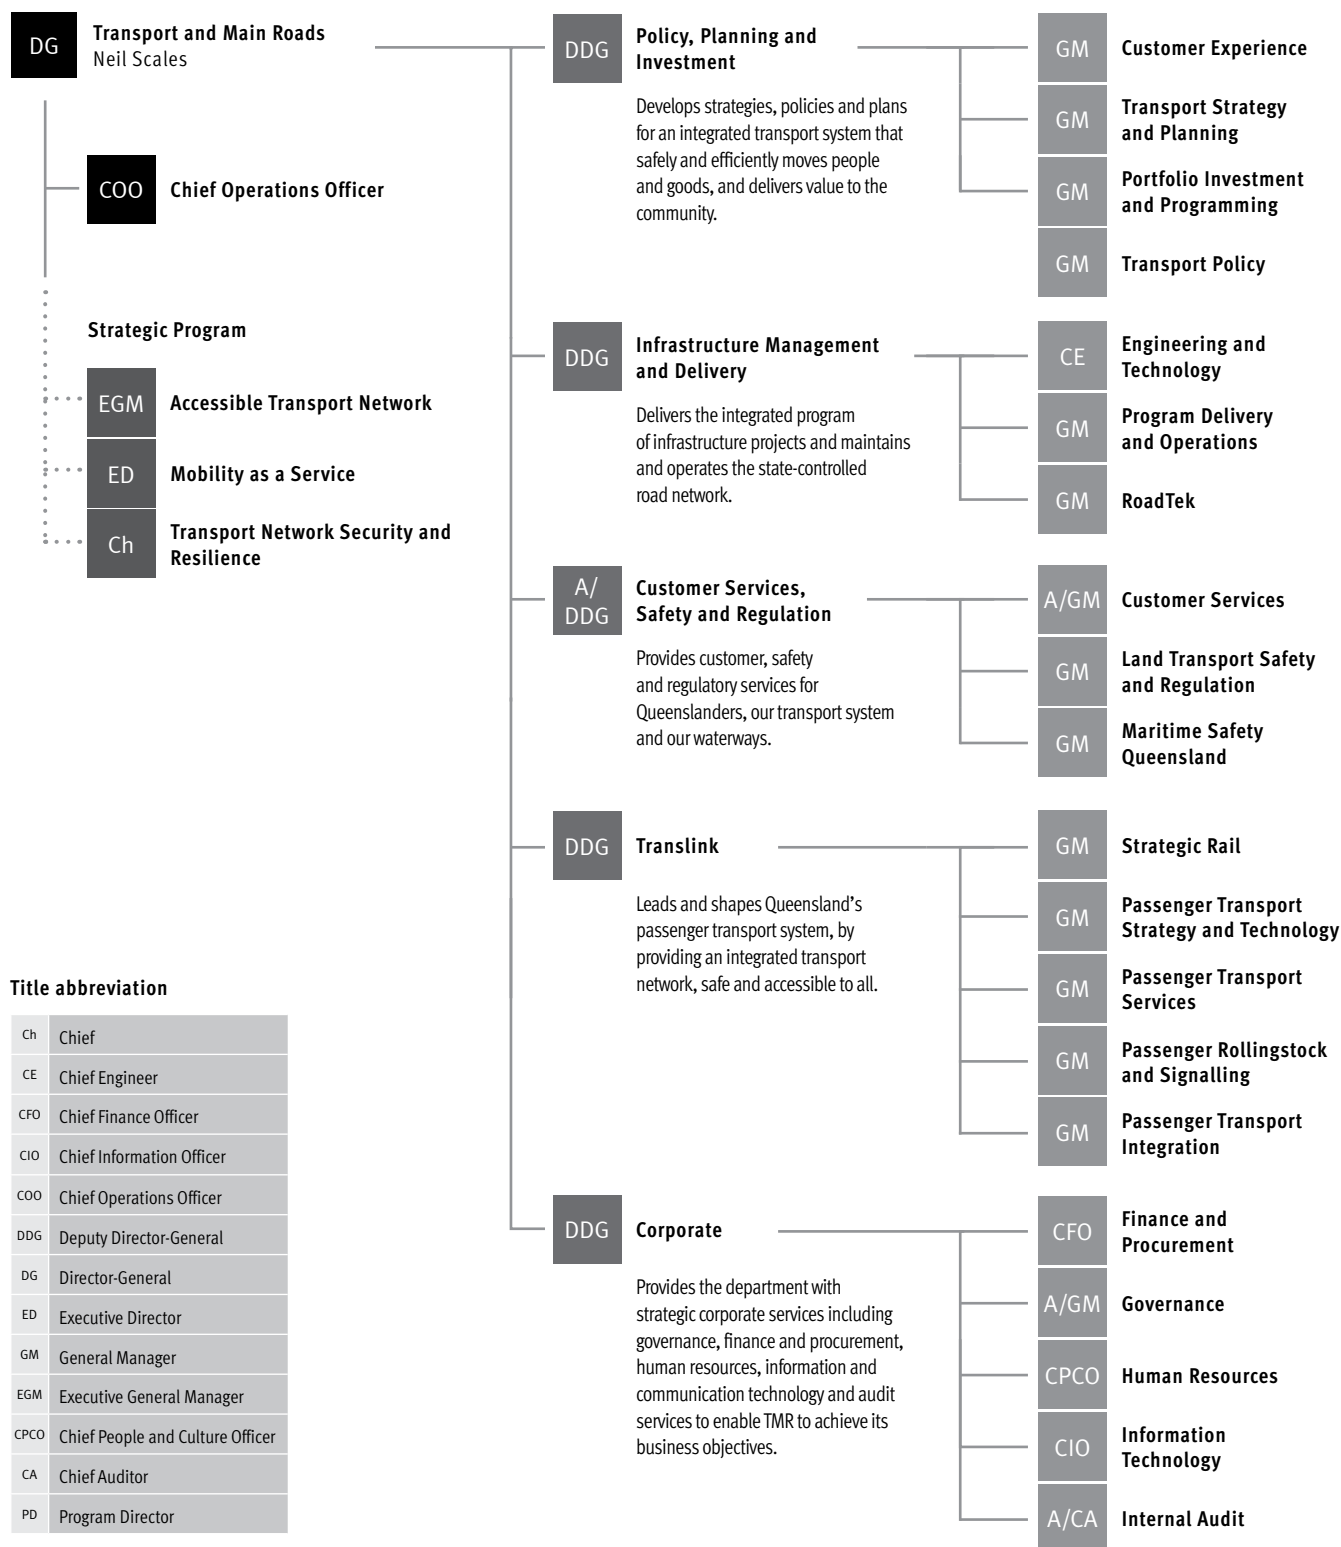 DG
Transport and Main Roads
Neil Scales
COO
Chief Operations Officer
Strategic Program
EGM
Accessible Transport Network
ED
Mobility as a Service
Ch
Transport Network Security and
Resilience
DDG
Policy, Planning and
Investment
Develops strategies, policies and plans
for an integrated transport system that
safely and efficiently moves people
and goods, and delivers value to the
community.
GM
Customer Experience
GM
Transport Strategy
and Planning
GM
Portfolio Investment
and Programming
GM
Transport Policy
DDG
Infrastructure Management
and Delivery
Delivers the integrated program
of infrastructure projects and maintains
and operates the state-controlled
road network.
CE
Engineering and
Technology
GM
Program Delivery
and Operations
GM
RoadTek
A/
DDG
Customer Services,
Safety and Regulation
Provides customer, safety
and regulatory services for
Queenslanders, our transport system
and our waterways.
A/GM
Customer Services
GM
Land Transport Safety
and Regulation
GM
Maritime Safety
Queensland
DDG
Translink
Leads and shapes Queensland's
passenger transport system, by
providing an integrated transport
network, safe and accessible to all.
GM
Strategic Rail
GM
Passenger Transport
Strategy and Technology
GM
Passenger Transport
Services
GM
Passenger Rollingstock
and Signalling
GM
Passenger Transport
Integration
DDG
Corporate
Provides the department with
strategic corporate services including
governance, finance and procurement,
human resources, information and
communication technology and audit
services to enable TMR to achieve its
business objectives.
CFO
Finance and
Procurement
A/GM
Governance
CPCO
Human Resources
CIO
Information
Technology
A/CA
Internal Audit
Title abbreviation
Ch Chief
CE Chief Engineer
CFO Chief Finance Officer
CIO Chief Information Officer
COO Chief Operations Officer
DDG Deputy Director-General
DG Director-General
ED Executive Director
GM General Manager
EGM Executive General Manager
CPCO Chief People and Culture Officer
CA Chief Auditor
PD Program Director